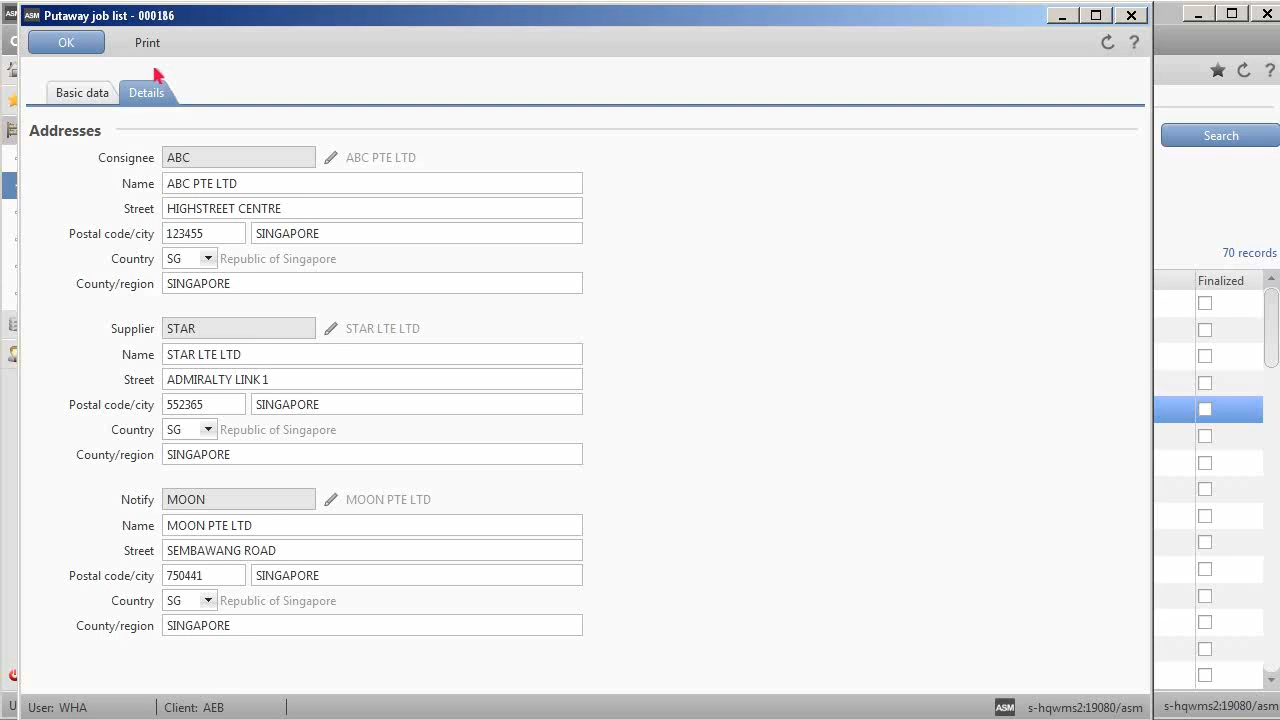 ASM Putaway job list - 000186
OK Print
Basic data Details
Addresses
Consignee ABC ABC PTE LTD
Name ABC PTE LTD
Street HIGHSTREET CENTRE
Postal code/city 123455 SINGAPORE
Country SG Republic of Singapore
County/region SINGAPORE
Supplier STAR STAR LTE LTD
Name STAR LTE LTD
Street ADMIRALTY LINK 1
Postal code/city 552365 SINGAPORE
Country SG Republic of Singapore
County/region SINGAPORE
Notify MOON MOON PTE LTD
Name MOON PTE LTD
Street SEMBAWANG ROAD
Postal code/city 750441 SINGAPORE
Country SG Republic of Singapore
County/region SINGAPORE
User: WHA Client: AEB ASM s-hqwms2:19080/asm
Search
70 records
Finalized
s-hqwms2:19080/asm